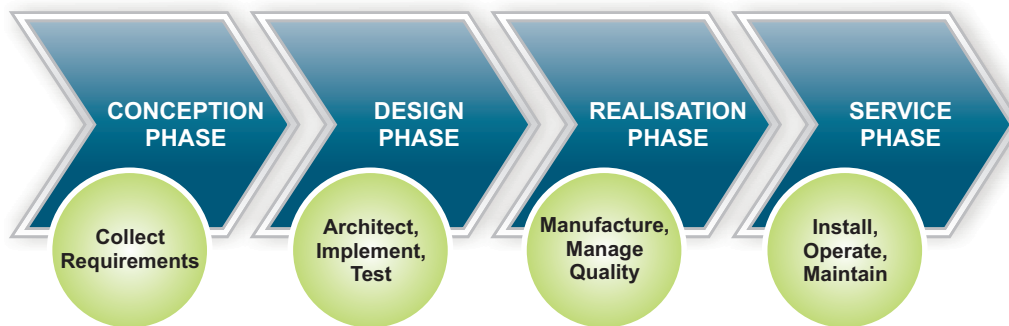 CONCEPTION
PHASE
DESIGN
PHASE
REALISATION
PHASE
SERVICE
PHASE
Collect
Requirements
Architect,
Implement,
Test
Manufacture,
Manage
Quality
Install,
Operate,
Maintain